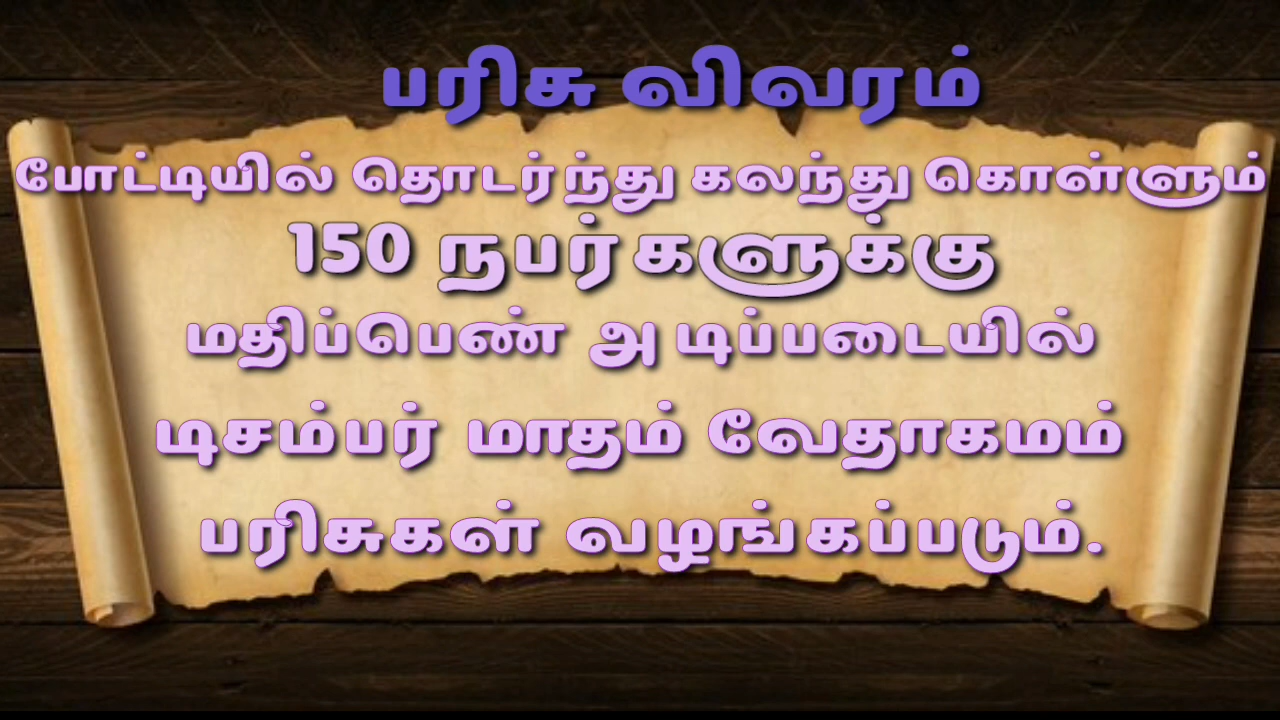 பரிசு விவரம்
போட்டியில் தொடர்ந்து கலந்து கொள்ளும்
150 நபர்களுக்கு
மதிப்பெண் அடிப்படையில்
டிசம்பர் மாதம் வேதாகமம்
பரிசுகள் வழங்கப்படும்.